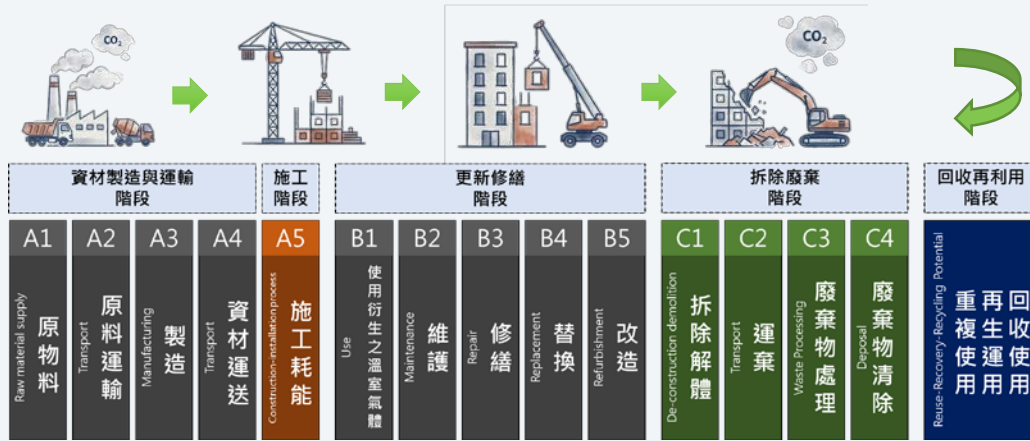 CO₂
CO₂
資材製造與運輸
階段
施工
階段
更新修繕
階段
拆除廢棄
階段
回收再利用
階段
A1
Raw material supply
原物料
A2
Transport
原料運輸
A3
Manufacturing
製造
A4
Transport
資材運送
A5
Construction-installation process
施工耗能
B1
Use
使用衍生之溫室氣體
B2
Maintenance
維護
B3
Repair
修繕
B4
Replacement
替換
B5
Refurbishment
改造
C1
De-construction demolition
拆除解體
C2
Transport
運棄
C3
Waste Processing
廢棄物處理
C4
Deposal
廢棄物清除
Reuse-Recovery-Recycling Potential
回收使用
再生運用
重複使用